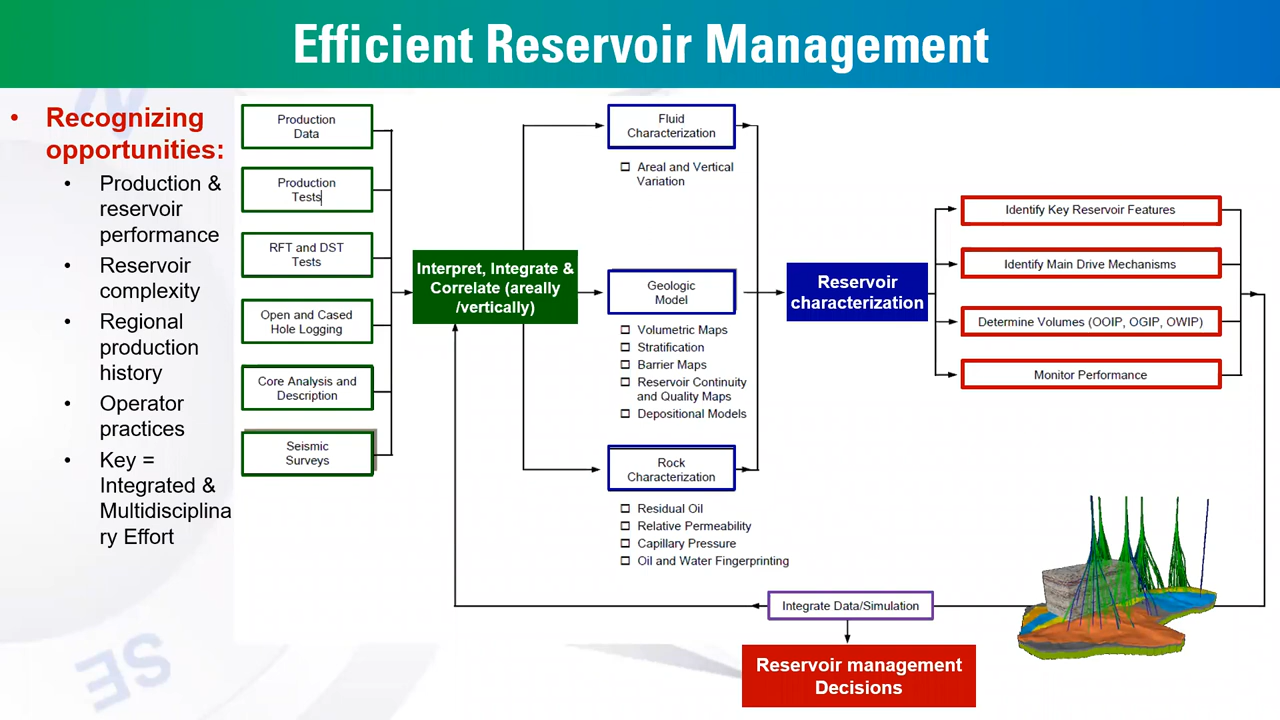 Efficient Reservoir Management
• Recognizing
opportunities:
• Production &
reservoir
performance
• Reservoir
complexity
• Regional
production
history
• Operator
practices
• Key =
Integrated &
Multidisciplina
ry Effort
Production
Data
Production
Tests
RFT and DST
Tests
Open and Cased
Hole Logging
Core Analysis and
Description
Seismic
Surveys
Interpret, Integrate &
Correlate (areally
/vertically)
Fluid
Characterization
Areal and Vertical
Variation
Geologic
Model
Volumetric Maps
Stratification
Barrier Maps
Reservoir Continuity
and Quality Maps
Depositional Models
Rock
Characterization
Residual Oil
Relative Permeability
Capillary Pressure
Oil and Water Fingerprinting
Reservoir
characterization
Identify Key Reservoir Features
Identify Main Drive Mechanisms
Determine Volumes (OOIP, OGIP, OWIP)
Monitor Performance
Integrate Data/Simulation
Reservoir management
Decisions
N
SE